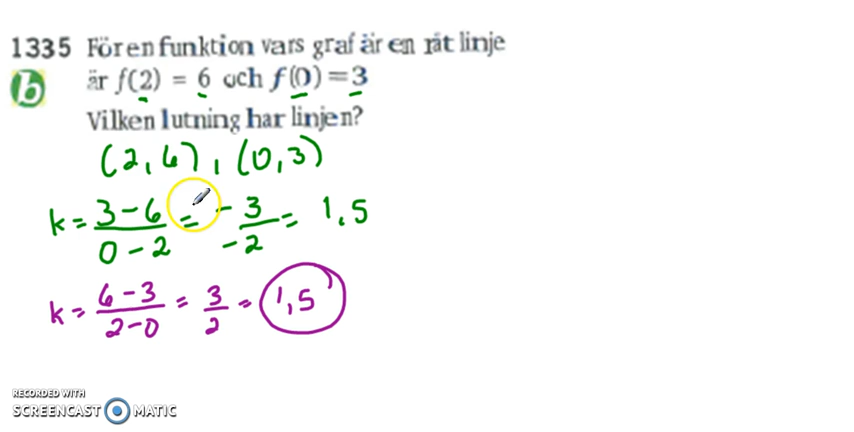 1335 För en funktion vars graf är en rät linje
b är f(2) = 6 och f(0) = 3
Vilken lutning har linjen?
(2, 6), (0, 3)
k = 3 - 6 / 0 - 2 = -3 / -2 = 1,5
k = 6 - 3 / 2 - 0 = 3 / 2 = 1,5
RECORDED WITH
SCREENCAST MATIC